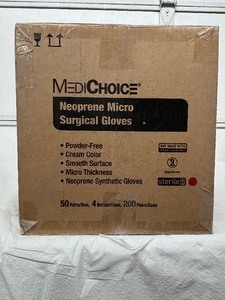 MEDICHOICE®
Neoprene Micro
Surgical Gloves
• Powder-Free
• Cream Color
• Smooth Surface
• Micro Thickness
• Neoprene Synthetic Gloves
50 Pairs/Box, 4 Boxes/Case, 200 Pairs/Case
2